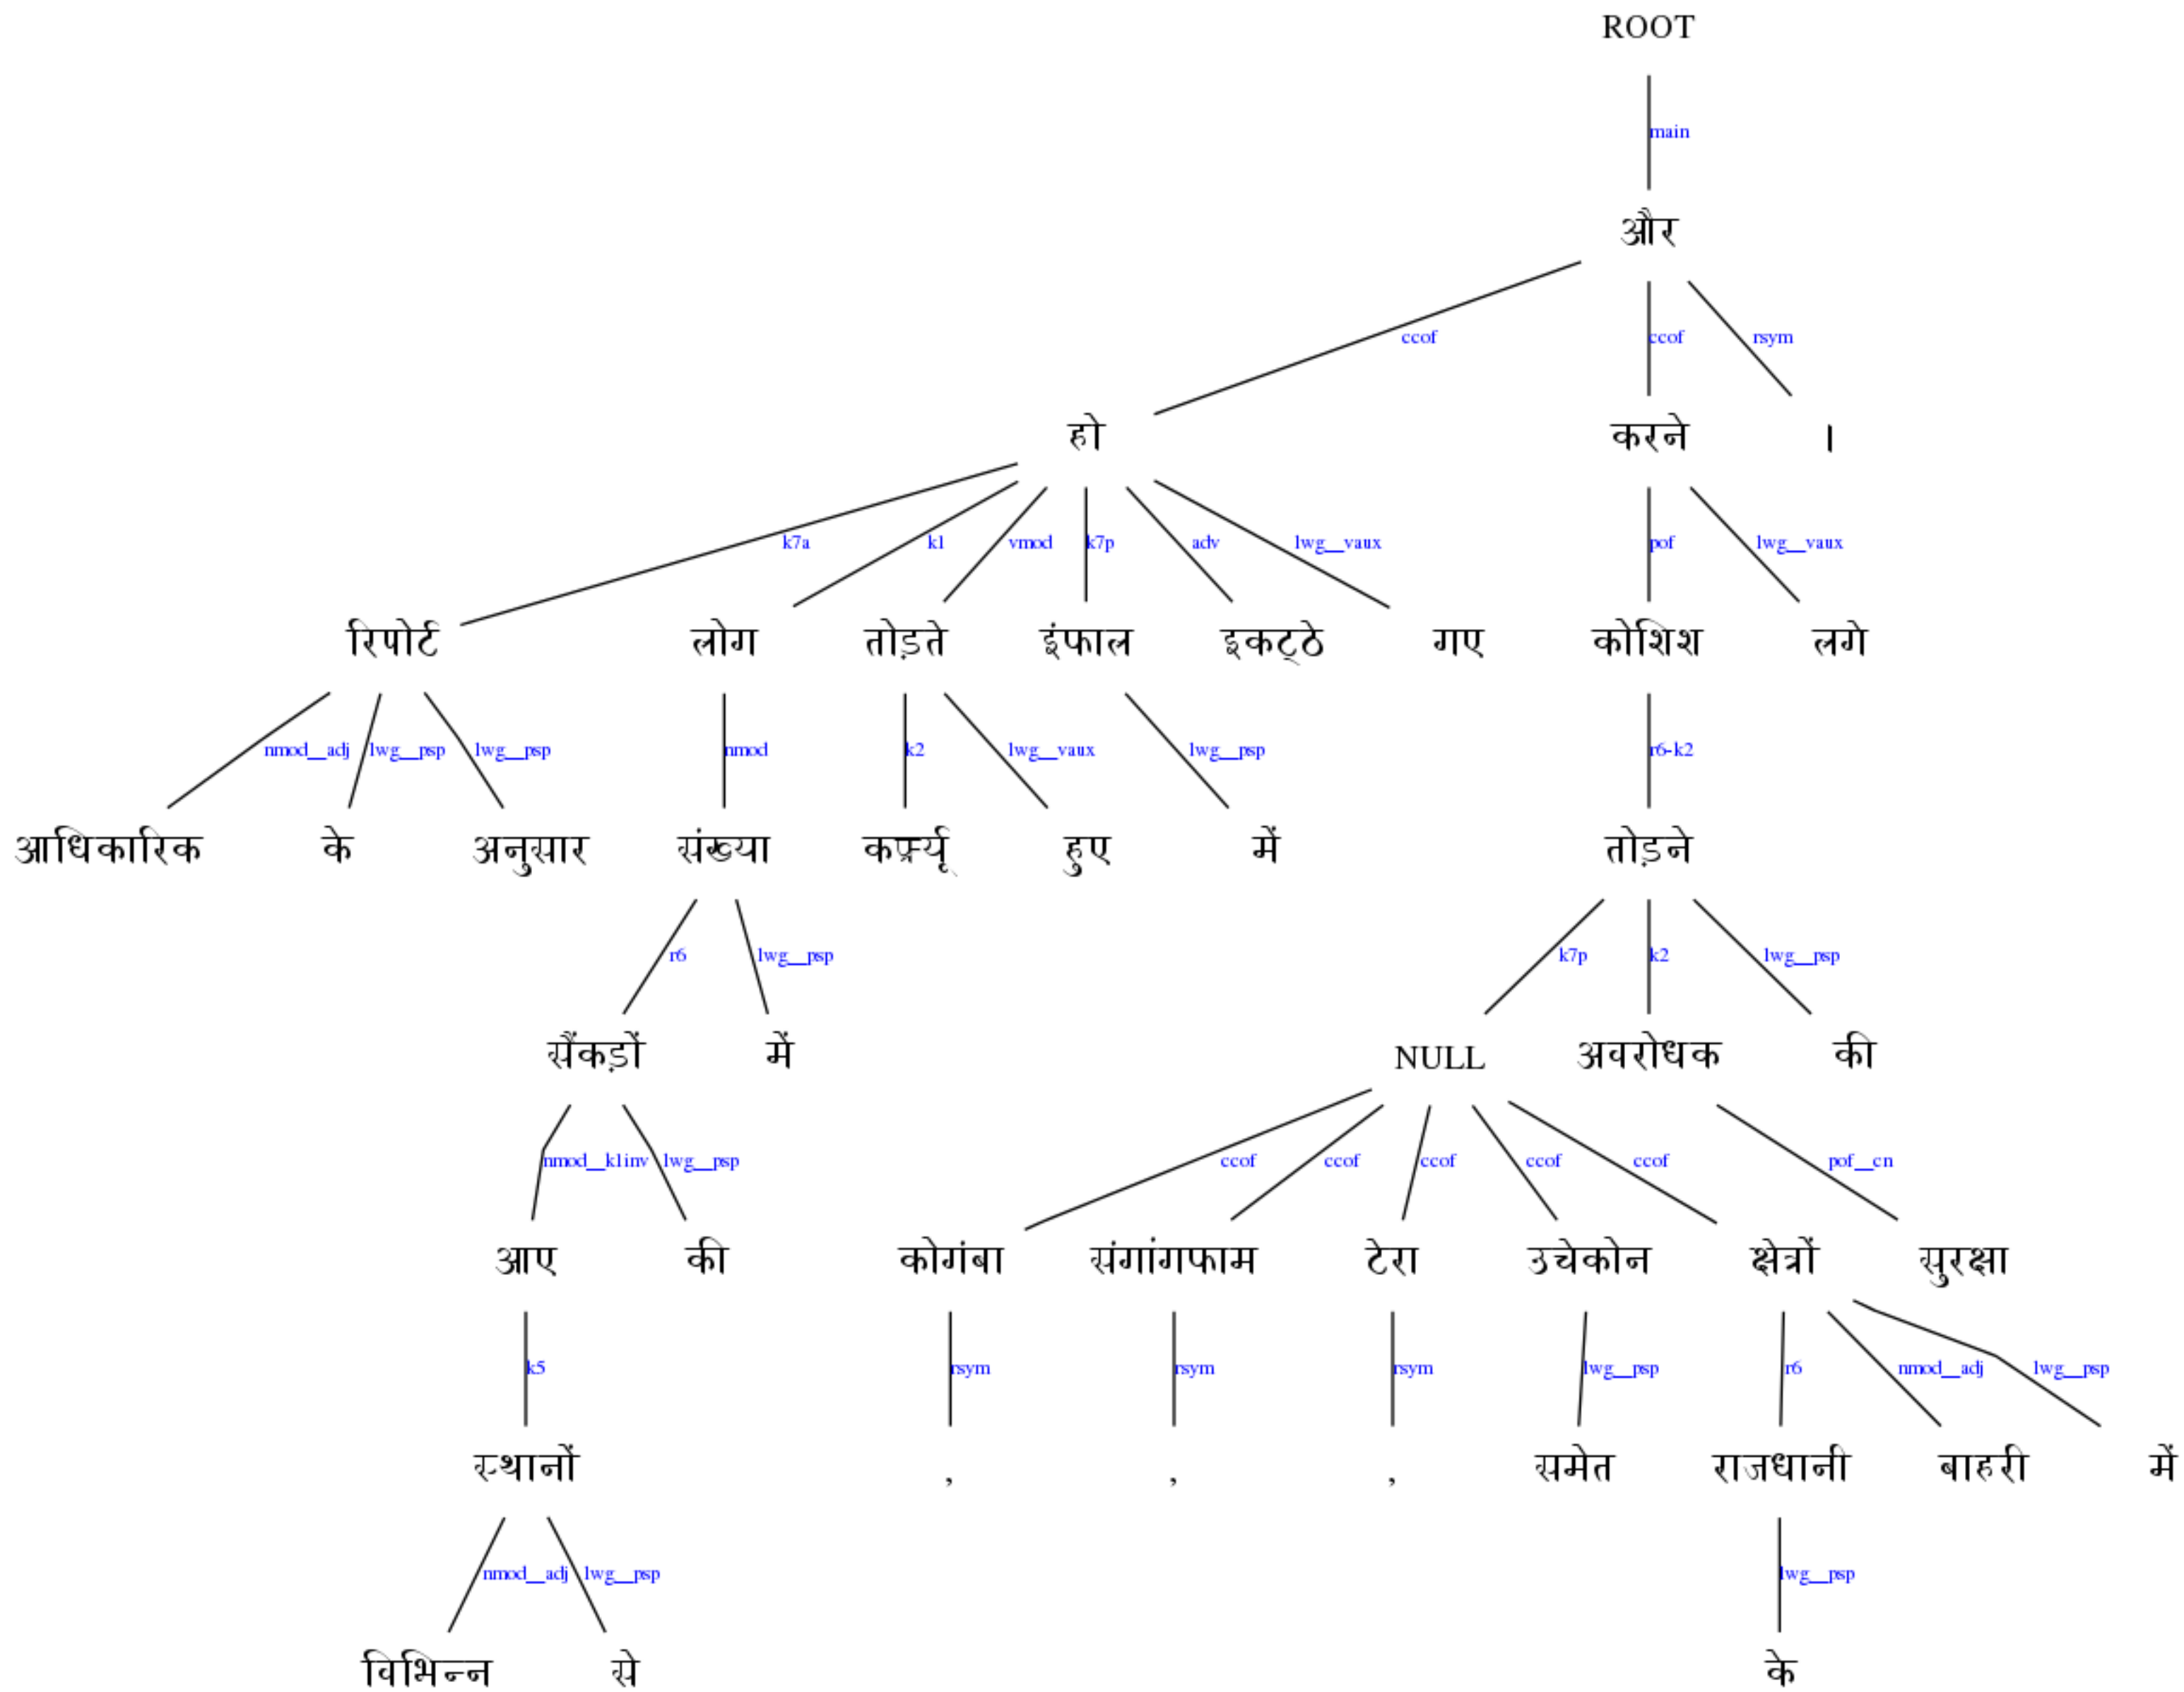 ROOT
main
और
ccof ccof rsym
हो करने ।
k7a k1 vmod k7p adv lwg__vaux pof lwg__vaux
रिपोर्ट लोग तोड़ते इंफाल इकट्ठे गए कोशिश लगे
nmod__adj lwg__psp lwg__psp nmod k2 lwg__vaux lwg__psp r6-k2
आधिकारिक के अनुसार संख्या कर्फ्यू हुए में तोड़ने
r6 lwg__psp k7p k2 lwg__psp
सैंकड़ों में NULL अवरोधक की
nmod__k1inv lwg__psp ccof ccof ccof ccof ccof pof__cn
आए की कोगंबा संगांगफाम टेरा उचेकोन क्षेत्रों सुरक्षा
k5 rsym rsym rsym lwg__psp r6 nmod__adj lwg__psp
स्थानों , , , समेत राजधानी बाहरी में
nmod__adj lwg__psp lwg__psp
विभिन्न से के